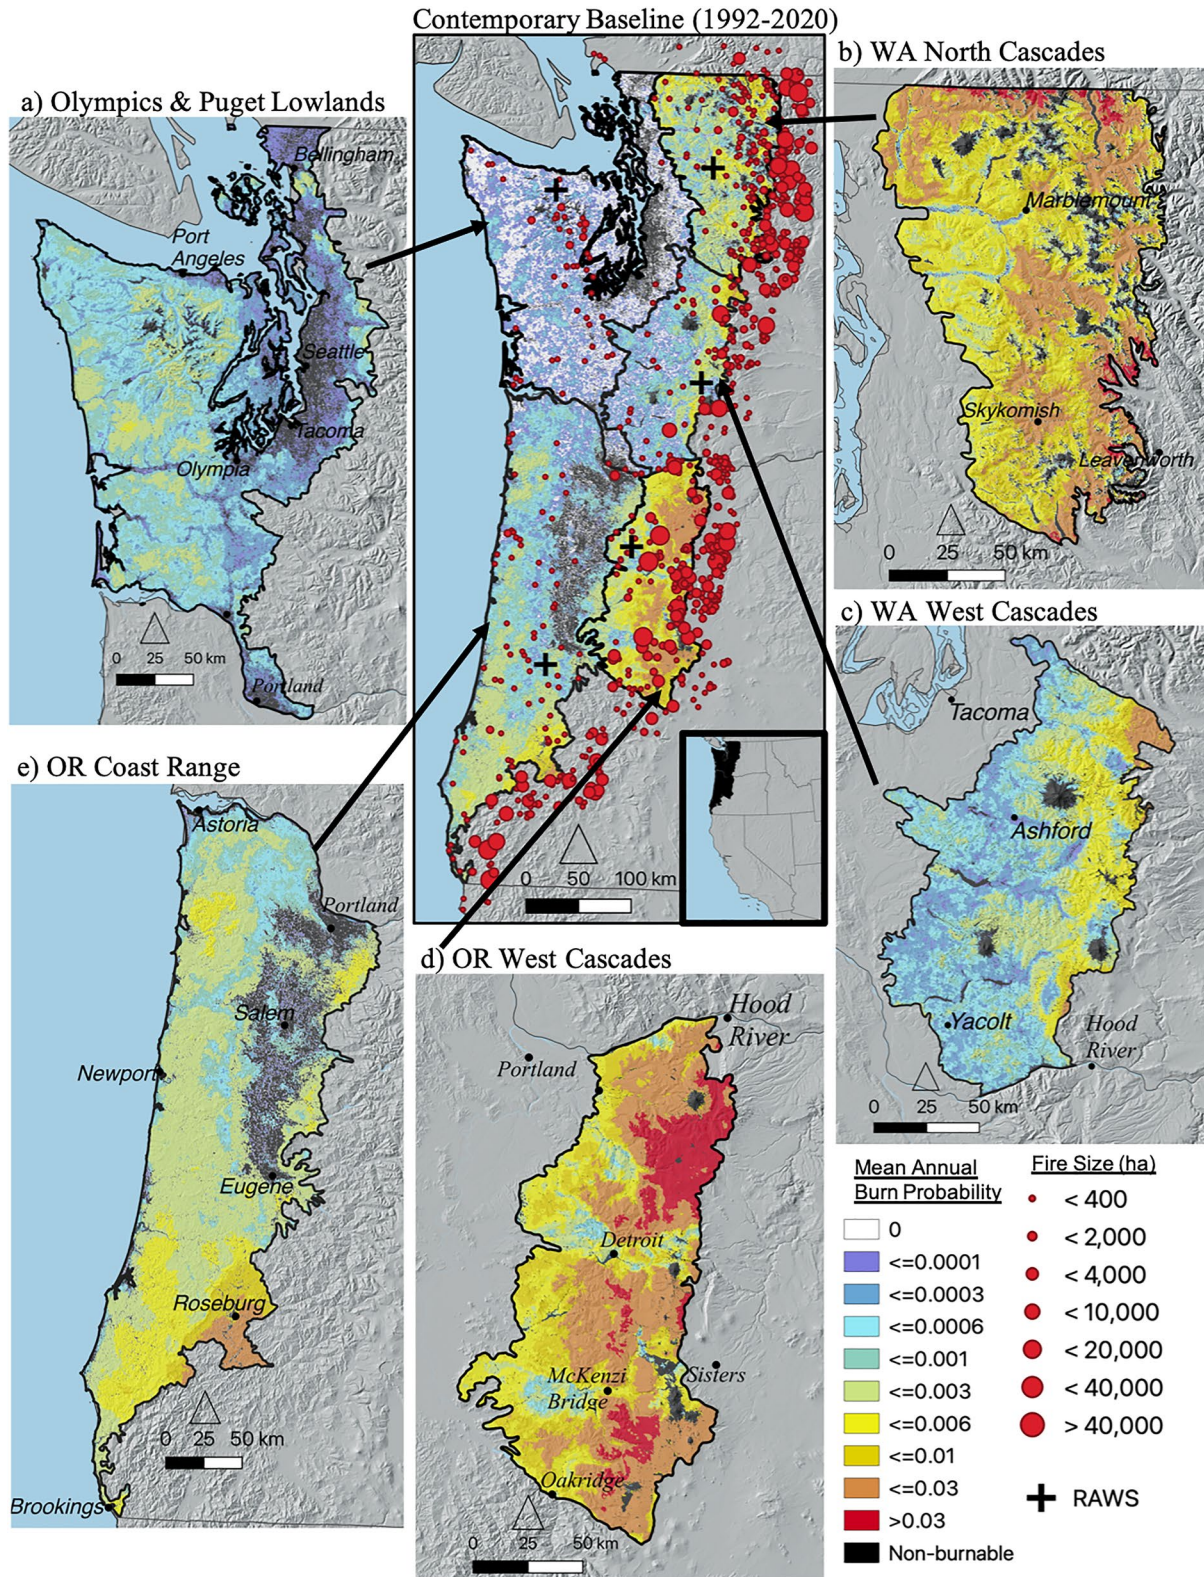 Contemporary Baseline (1992-2020)
a) Olympics & Puget Lowlands
Bellingham
Port
Angeles
Seattle
Tacoma
Olympia
Portland
0 25 50 km
b) WA North Cascades
Marblemount
Skykomish
Leavenworth
0 25 50 km
0 50 100 km
c) WA West Cascades
Tacoma
Ashford
Yacolt
Hood
River
0 25 50 km
e) OR Coast Range
Astoria
Portland
Salem
Newport
Eugene
Roseburg
0 25 50 km
Brookings
d) OR West Cascades
Hood
River
Portland
Detroit
McKenzi
Bridge
Sisters
Oakridge
0 25 50 km
Mean Annual
Burn Probability
0
<=0.0001
<=0.0003
<=0.0006
<=0.001
<=0.003
<=0.006
<=0.01
<=0.03
>0.03
Non-burnable
Fire Size (ha)
< 400
< 2,000
< 4,000
< 10,000
< 20,000
< 40,000
> 40,000
RAWS